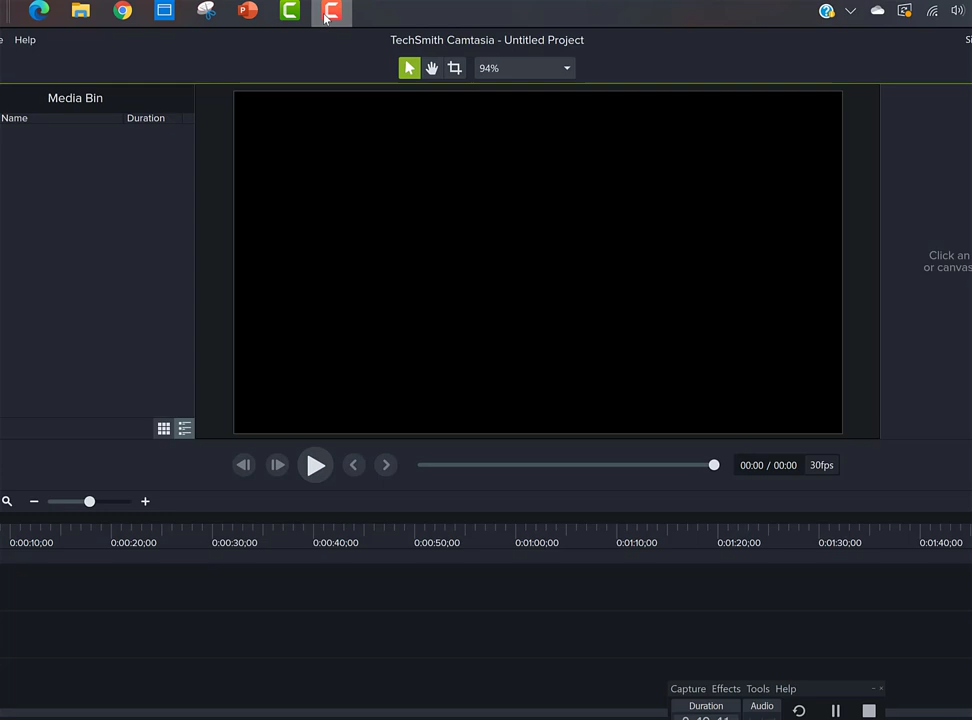 Help
TechSmith Camtasia - Untitled Project
94%
Media Bin
Name Duration
Click an
or canvas
00:00 / 00:00 30fps
0:00:10;00 0:00:20;00 0:00:30;00 0:00:40;00 0:00:50;00 0:01:00;00 0:01:10;00 0:01:20;00 0:01:30;00 0:01:40;00
Capture Effects Tools Help
Duration Audio